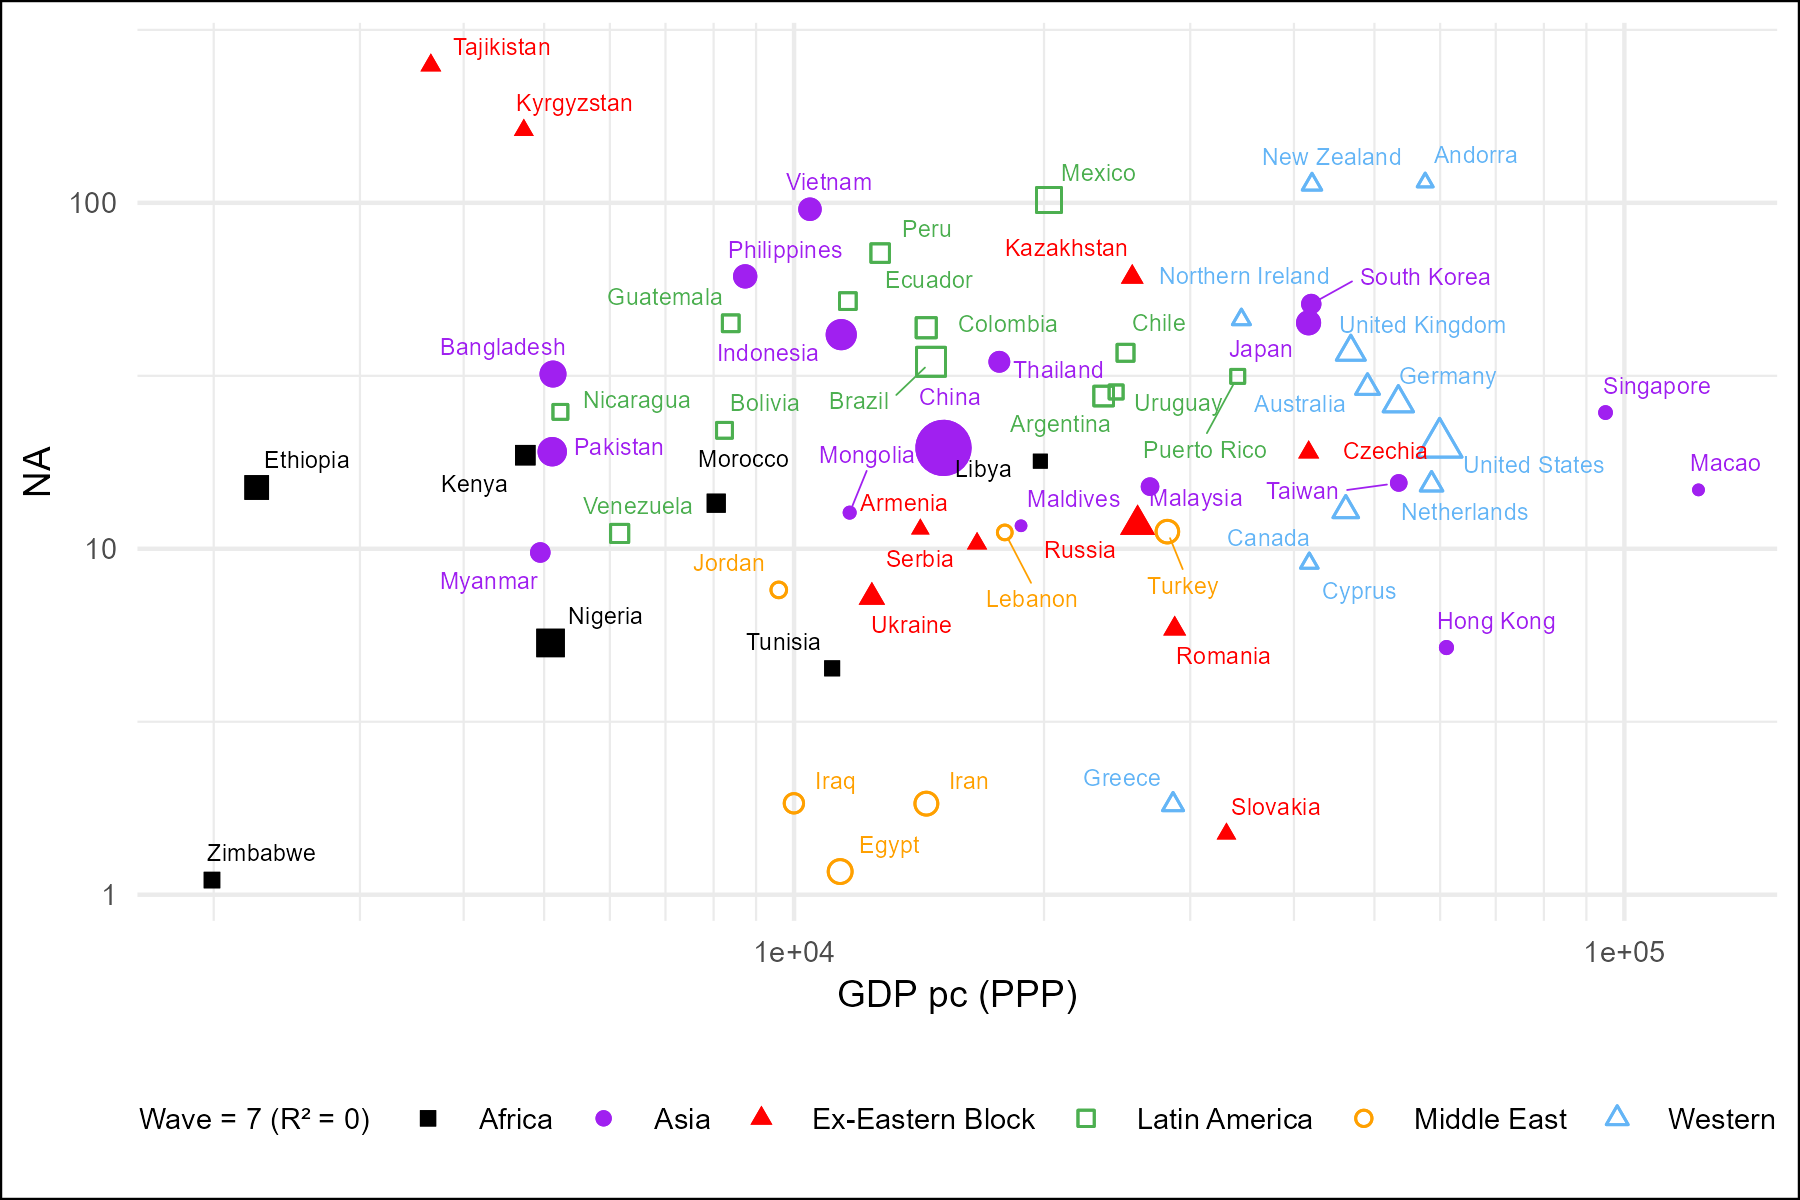 Tajikistan
Kyrgyzstan
New Zealand
Andorra
Mexico
Vietnam
100
Peru
Kazakhstan
Philippines
Northern Ireland
South Korea
Ecuador
Guatemala
Colombia
Chile
United Kingdom
Bangladesh
Indonesia
Japan
Thailand
Germany
Singapore
Nicaragua
Bolivia
Brazil
China
Uruguay
Australia
Argentina
Pakistan
Puerto Rico
Czechia
Ethiopia
Morocco
Mongolia
Libya
United States
Macao
NA
Kenya
Taiwan
Venezuela
Armenia
Maldives
Malaysia
Netherlands
10
Canada
Russia
Jordan
Serbia
Myanmar
Lebanon
Turkey
Cyprus
Nigeria
Ukraine
Hong Kong
Tunisia
Romania
Iraq
Iran
Greece
Slovakia
Zimbabwe
Egypt
1
1e+04
1e+05
GDP pc (PPP)
Wave = 7 (R² = 0) Africa Asia Ex-Eastern Block Latin America Middle East Western